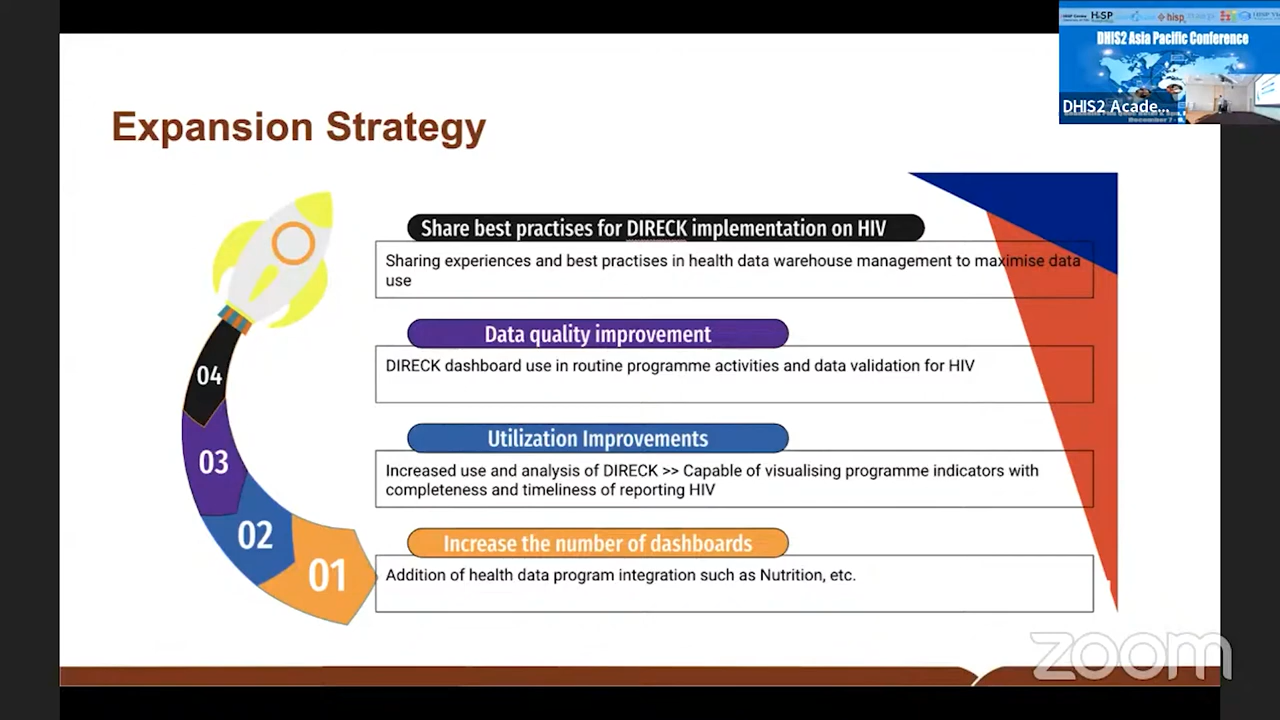 HSP
hisp
DHIS2 Asia Pacific Conference
DHIS2 Acade...
December 7 -
Expansion Strategy
Share best practises for DIRECK implementation on HIV
Sharing experiences and best practises in health data warehouse management to maximise data
use
Data quality improvement
DIRECK dashboard use in routine programme activities and data validation for HIV
04
Utilization Improvements
03
Increased use and analysis of DIRECK >> Capable of visualising programme indicators with
completeness and timeliness of reporting HIV
02
Increase the number of dashboards
01
Addition of health data program integration such as Nutrition, etc.
zoom